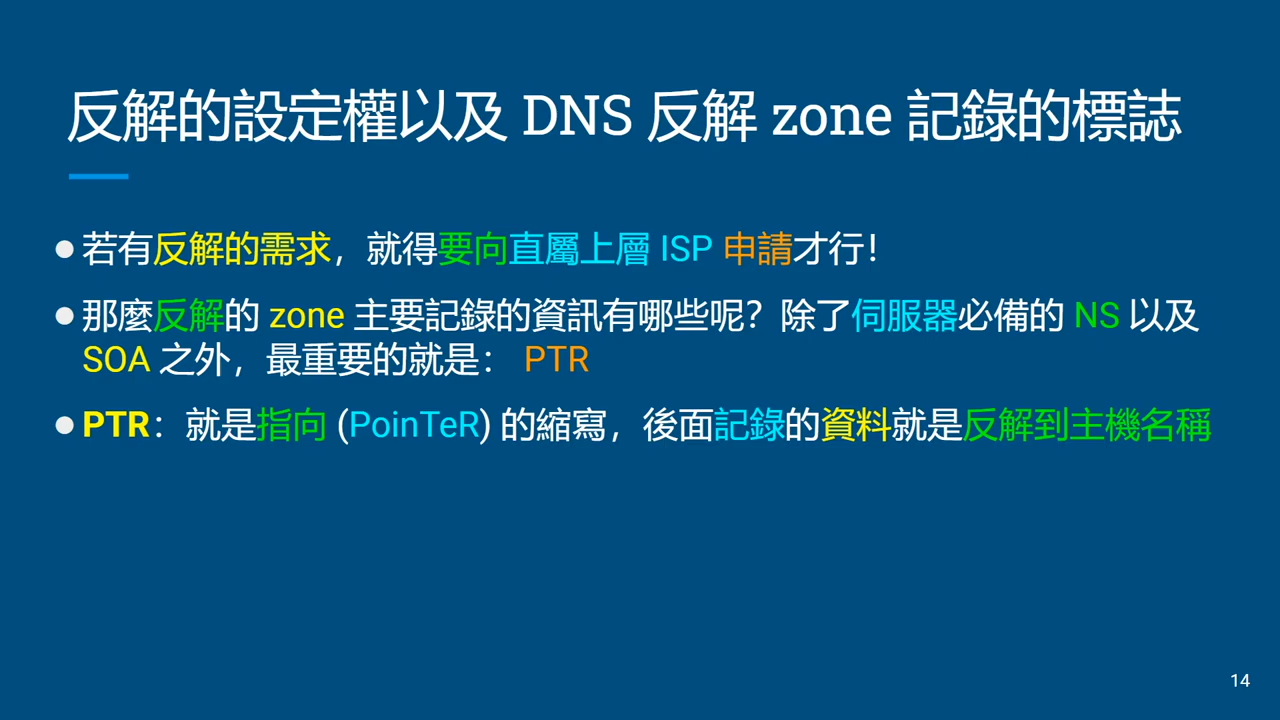 反解的設定權以及 DNS 反解 zone 記錄的標誌
●若有反解的需求，就得要向直屬上層 ISP 申請才行！
●那麼反解的 zone 主要記錄的資訊有哪些呢？除了伺服器必備的 NS 以及
SOA 之外，最重要的就是： PTR
●PTR：就是指向 (PoinTeR) 的縮寫，後面記錄的資料就是反解到主機名稱
14